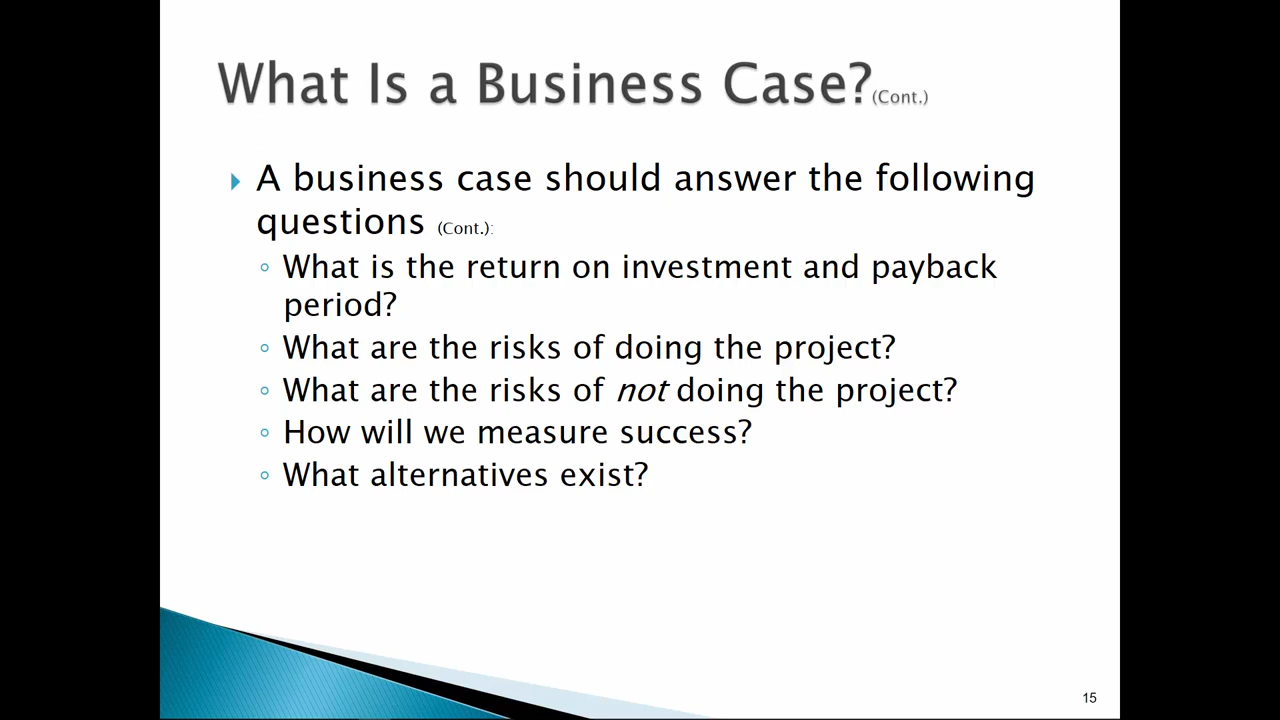 What Is a Business Case?(Cont.)
A business case should answer the following
questions (Cont.):
What is the return on investment and payback
period?
What are the risks of doing the project?
What are the risks of not doing the project?
How will we measure success?
What alternatives exist?
15